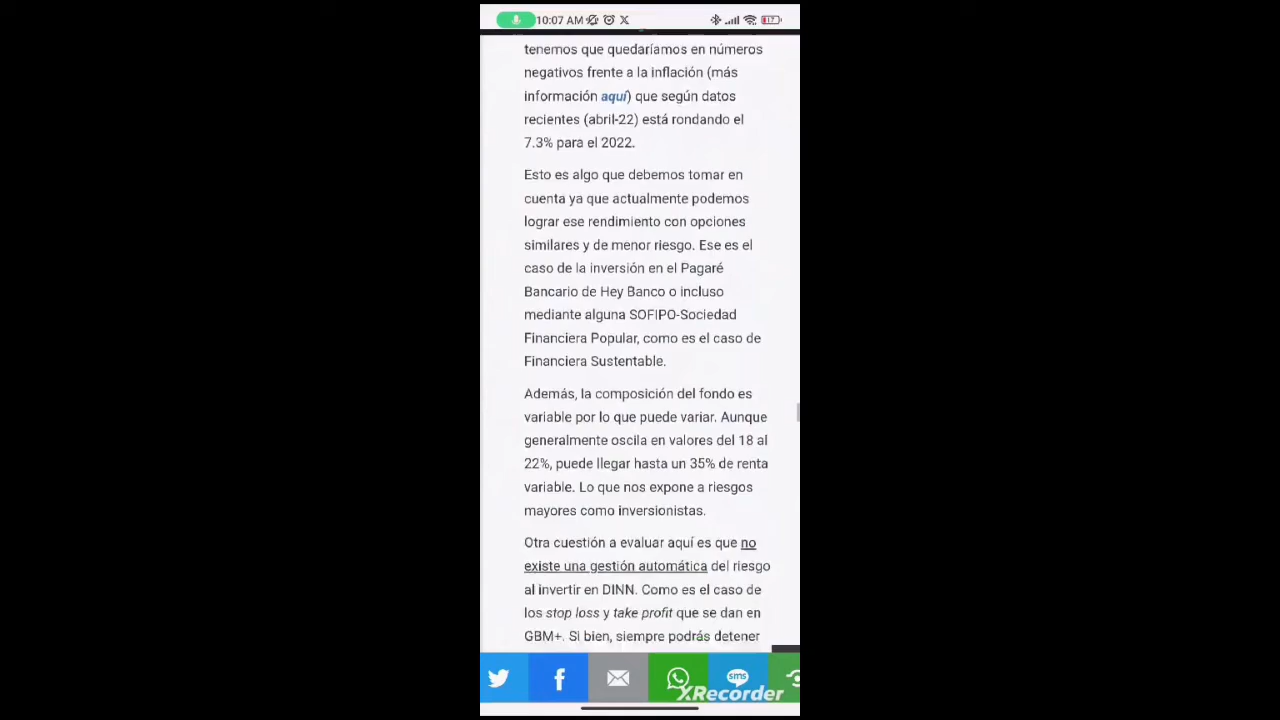 10:07 AM
17
tenemos que quedaríamos en números
negativos frente a la inflación (más
información aquí) que según datos
recientes (abril-22) está rondando el
7.3% para el 2022.
Esto es algo que debemos tomar en
cuenta ya que actualmente podemos
lograr ese rendimiento con opciones
similares y de menor riesgo. Ese es el
caso de la inversión en el Pagaré
Bancario de Hey Banco o incluso
mediante alguna SOFIPO-Sociedad
Financiera Popular, como es el caso de
Financiera Sustentable.
Además, la composición del fondo es
variable por lo que puede variar. Aunque
generalmente oscila en valores del 18 al
22%, puede llegar hasta un 35% de renta
variable. Lo que nos expone a riesgos
mayores como inversionistas.
Otra cuestión a evaluar aquí es que no
existe una gestión automática del riesgo
al invertir en DINN. Como es el caso de
los stop loss y take profit que se dan en
GBM+. Si bien, siempre podrás detener
sms
XRecorder